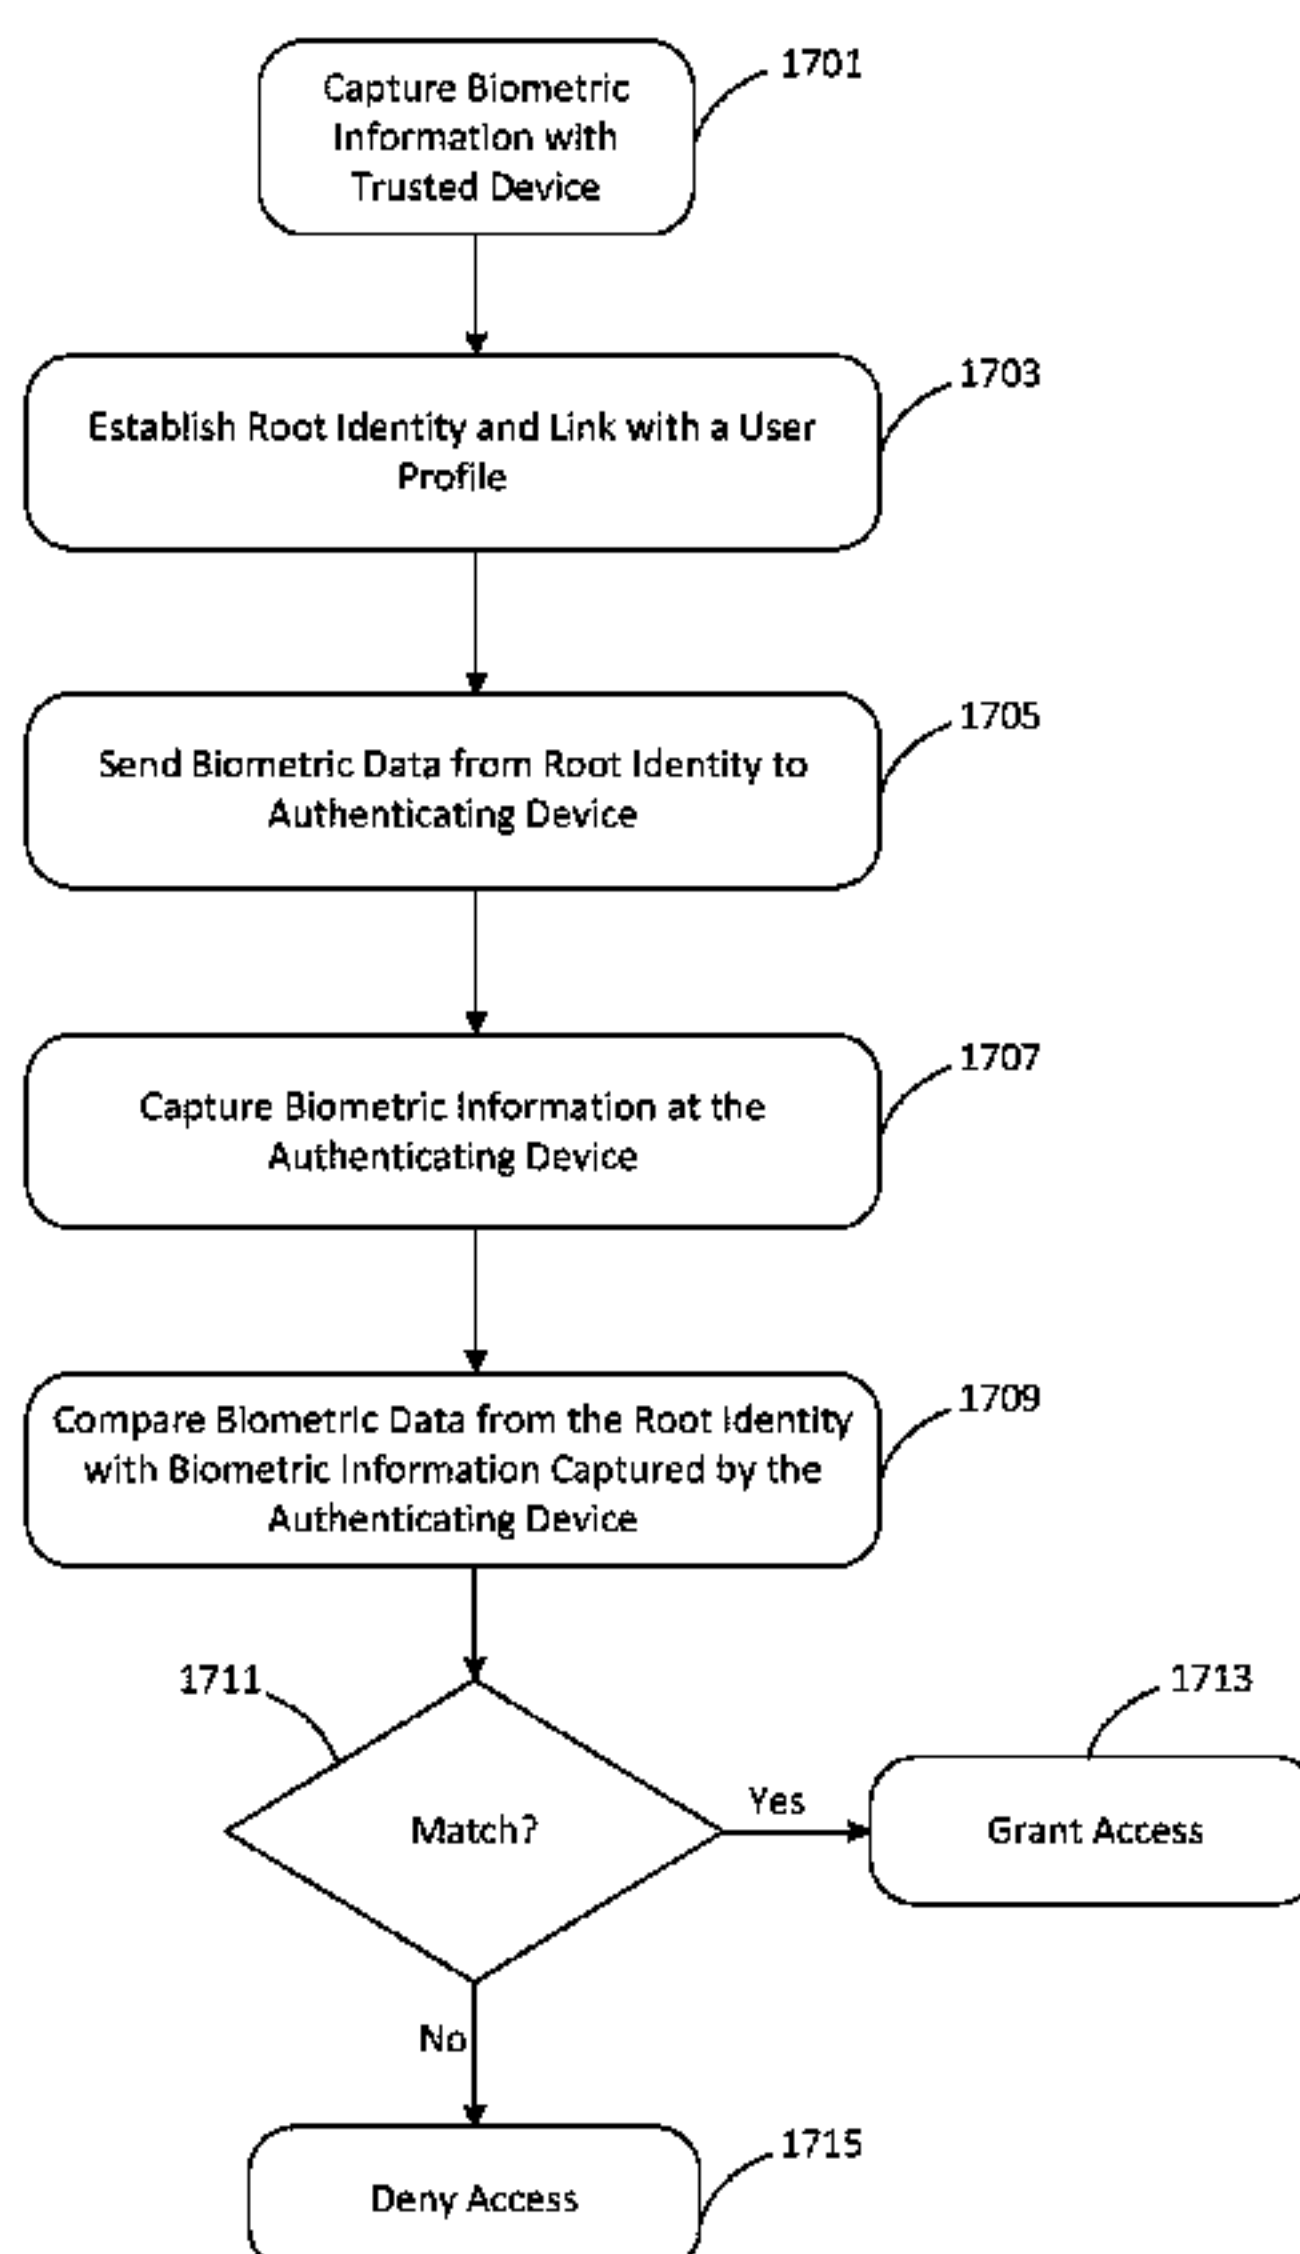 1701
Capture Biometric
Information with
Trusted Device
1703
Establish Root Identity and Link with a User
Profile
1705
Send Biometric Data from Root Identity to
Authenticating Device
1707
Capture Biometric Information at the
Authenticating Device
1709
Compare Biometric Data from the Root Identity
with Biometric Information Captured by the
Authenticating Device
1711
1713
Match?
Yes
Grant Access
No
1715
Deny Access